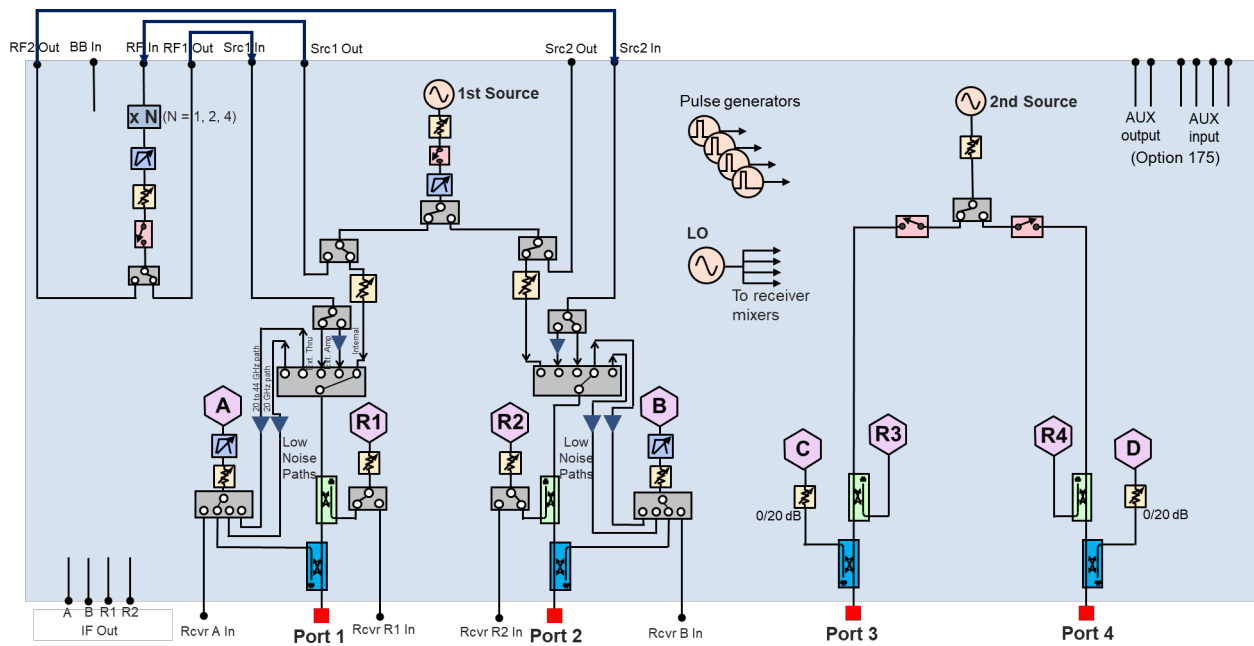 RF2 Out
BB In
RF In
RF1 Out
Src1 In
Src1 Out
Src2 Out
Src2 In
x N
(N = 1, 2, 4)
1st Source
Pulse generators
2nd Source
AUX
output
AUX
input
(Option 175)
LO
To receiver
mixers
20 to 44 GHz path
20 GHz path
Ext. Thru
Ext. Amp
Internal
A
R1
R2
B
C
R3
R4
D
Low
Noise
Paths
Low
Noise
Paths
0/20 dB
0/20 dB
A
B
R1
R2
IF Out
Rcvr A In
Port 1
Rcvr R1 In
Rcvr R2 In
Port 2
Rcvr B In
Port 3
Port 4